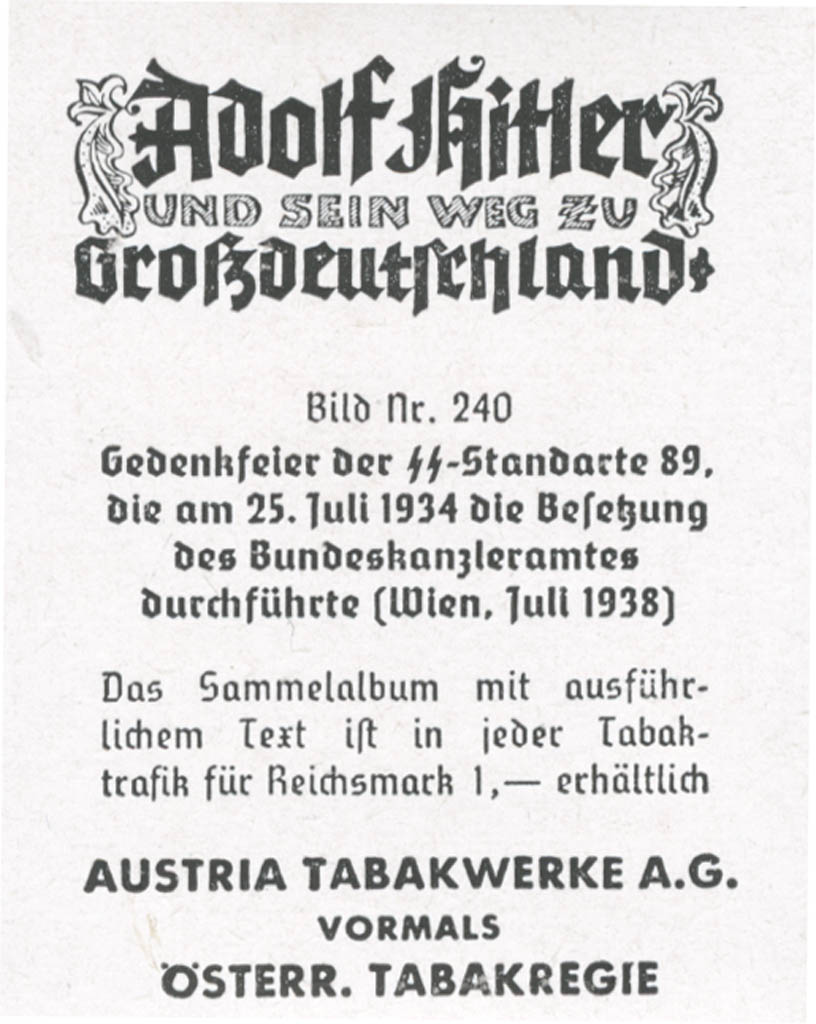 Adolf Hitler
UND SEIN WEG ZU
Großdeutschland
Bild Nr. 240
Gedenkfeier der ᛋᛋ-Standarte 89,
die am 25. Juli 1934 die Besetzung
des Bundeskanzleramtes
durchführte (Wien, Juli 1938)
Das Sammelalbum mit ausführ-
lichem Text ist in jeder Tabak-
trafik für Reichsmark 1,— erhältlich
AUSTRIA TABAKWERKE A.G.
VORMALS
ÖSTERR. TABAKREGIE